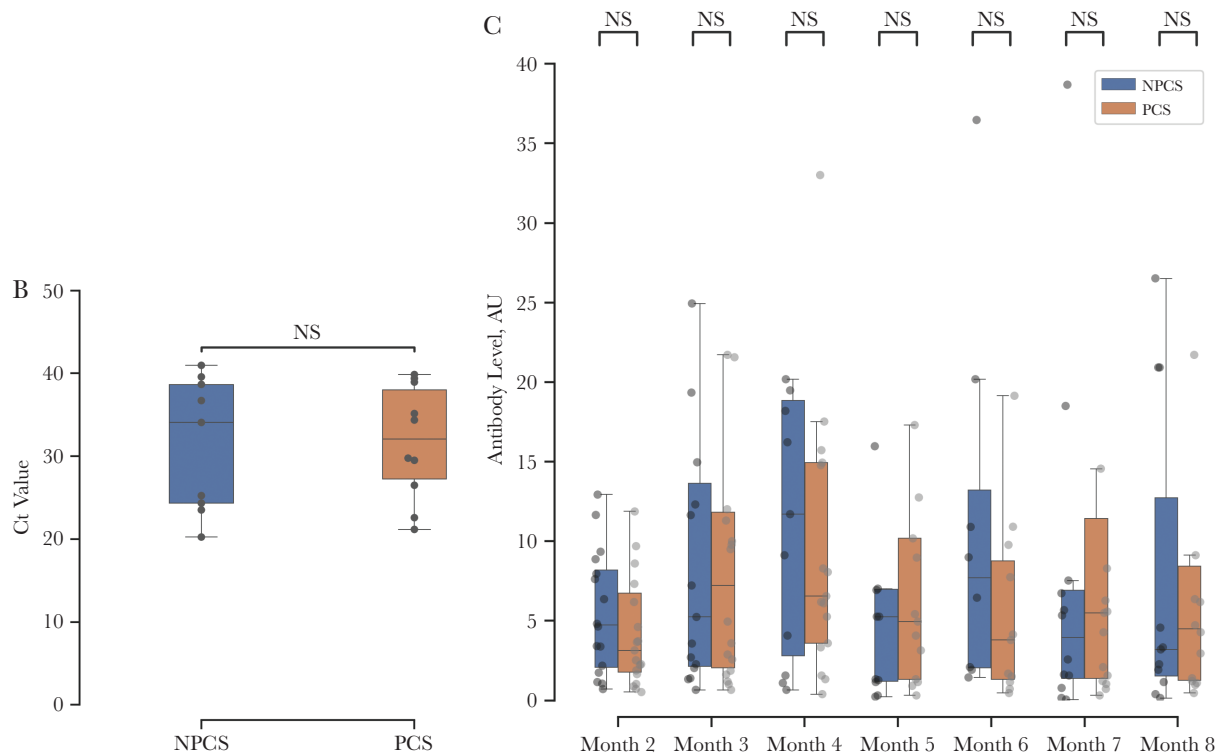 B
Ct Value
50
40
30
20
10
0
NS
NPCS
PCS
C
NS NS NS NS NS NS NS
Antibody Level, AU
40
35
30
25
20
15
10
5
0
NPCS
PCS
Month 2 Month 3 Month 4 Month 5 Month 6 Month 7 Month 8